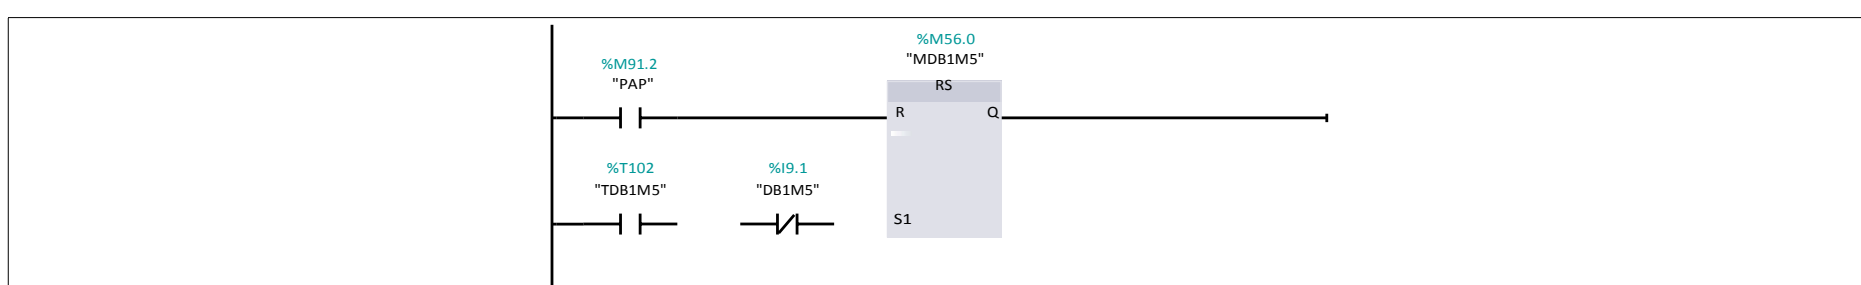 %M56.0
"MDB1M5"
%M91.2
"PAP"
RS
R Q
%T102 %I9.1
"TDB1M5" "DB1M5"
S1